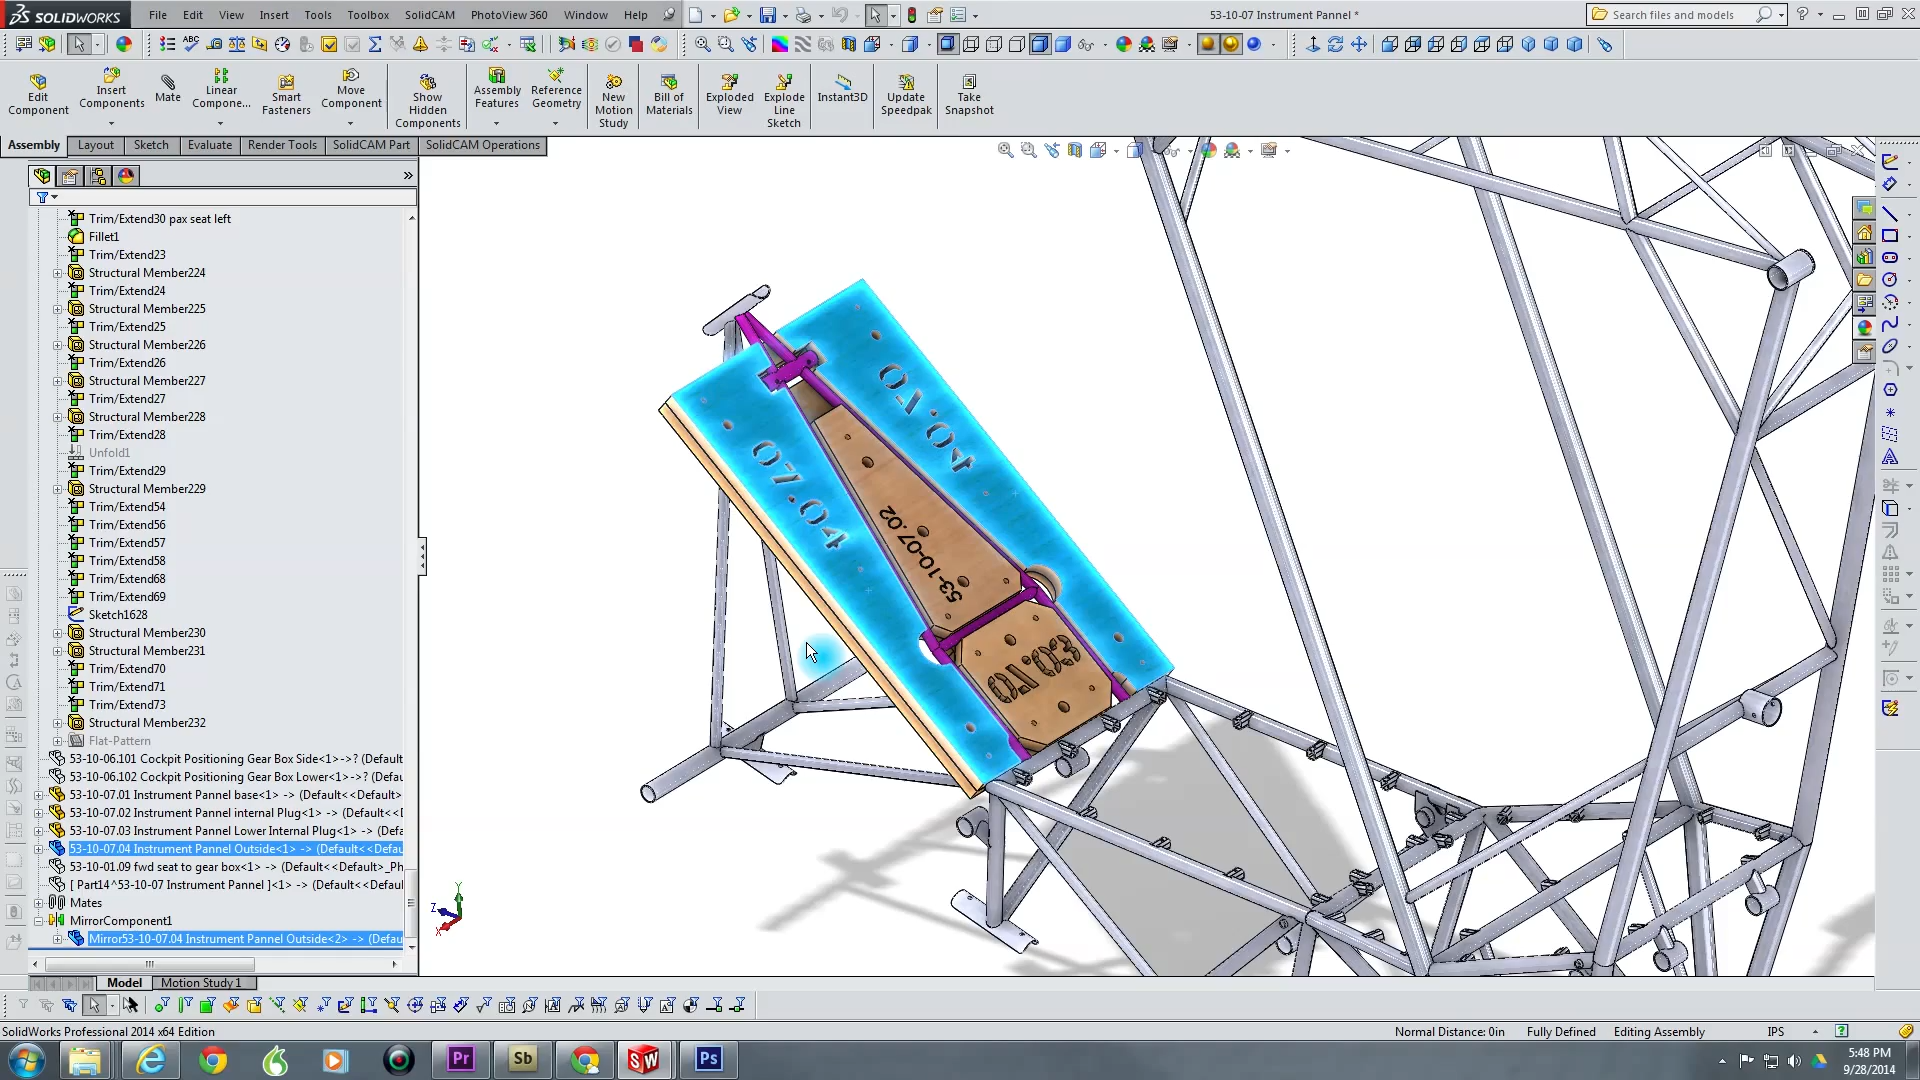 SOLIDWORKS
File Edit View Insert Tools Toolbox SolidCAM PhotoView 360 Window Help
53-10-07 Instrument Pannel *
Search files and models
Edit Component
Insert Components
Mate
Linear Compone...
Smart Fasteners
Move Component
Show Hidden Components
Assembly Features
Reference Geometry
New Motion Study
Bill of Materials
Exploded View
Explode Line Sketch
Instant3D
Update Speedpak
Take Snapshot
Assembly Layout Sketch Evaluate Render Tools SolidCAM Part SolidCAM Operations
Trim/Extend30 pax seat left
Fillet1
Trim/Extend23
Structural Member224
Trim/Extend24
Structural Member225
Trim/Extend25
Structural Member226
Trim/Extend26
Structural Member227
Trim/Extend27
Structural Member228
Trim/Extend28
Unfold1
Trim/Extend29
Structural Member229
Trim/Extend54
Trim/Extend56
Trim/Extend57
Trim/Extend58
Trim/Extend68
Trim/Extend69
Sketch1628
Structural Member230
Structural Member231
Trim/Extend70
Trim/Extend71
Trim/Extend73
Structural Member232
Flat-Pattern
53-10-06.101 Cockpit Positioning Gear Box Side<1>->? (Default
53-10-06.102 Cockpit Positioning Gear Box Lower<1>->? (Defau
53-10-07.01 Instrument Pannel base<1> -> (Default<<Default>
53-10-07.02 Instrument Pannel internal Plug<1> -> (Default<<D
53-10-07.03 Instrument Pannel Lower Internal Plug<1> -> (Defa
53-10-07.04 Instrument Pannel Outside<1> -> (Default<<Defau
53-10-01.09 fwd seat to gear box<1> -> (Default<Default>_Ph
[ Part14^53-10-07 Instrument Pannel ]<1> -> (Default<<Defaul
Mates
MirrorComponent1
Mirror53-10-07.04 Instrument Pannel Outside<2> -> (Defau
07.04
07.04
53-10-07.02
Y
Z
X
Model Motion Study 1
SolidWorks Professional 2014 x64 Edition
Normal Distance: 0in Fully Defined Editing Assembly IPS
Pr Sb SW Ps
5:48 PM
9/28/2014